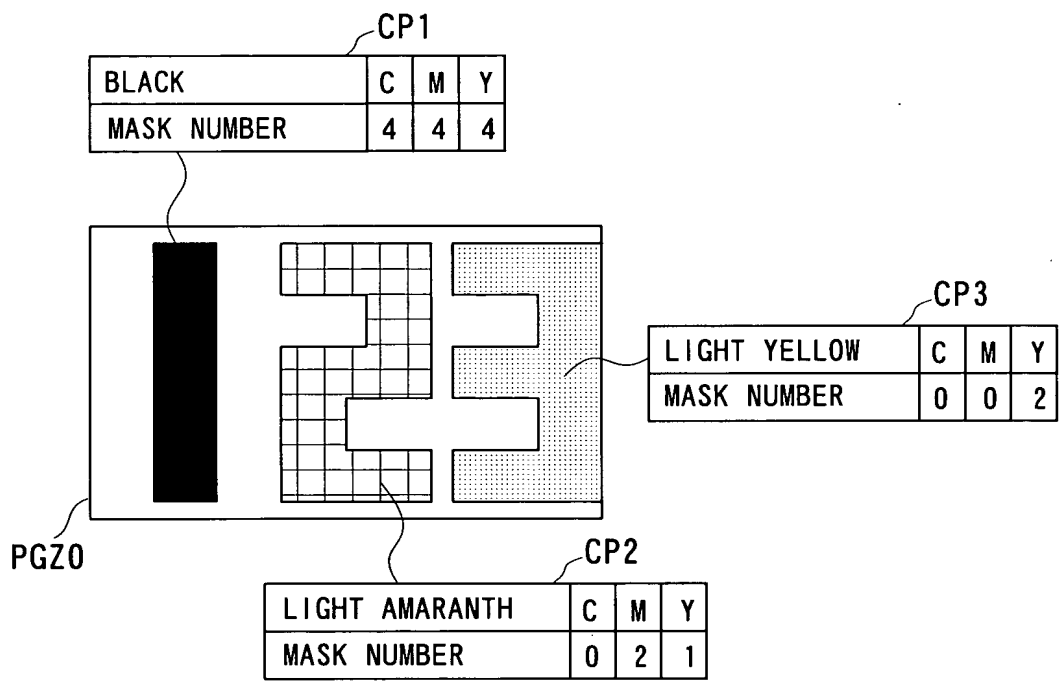 CP1
BLACK C M Y
MASK NUMBER 4 4 4
123
CP3
LIGHT YELLOW C M Y
MASK NUMBER 0 0 2
PGZ0
CP2
LIGHT AMARANTH C M Y
MASK NUMBER 0 2 1